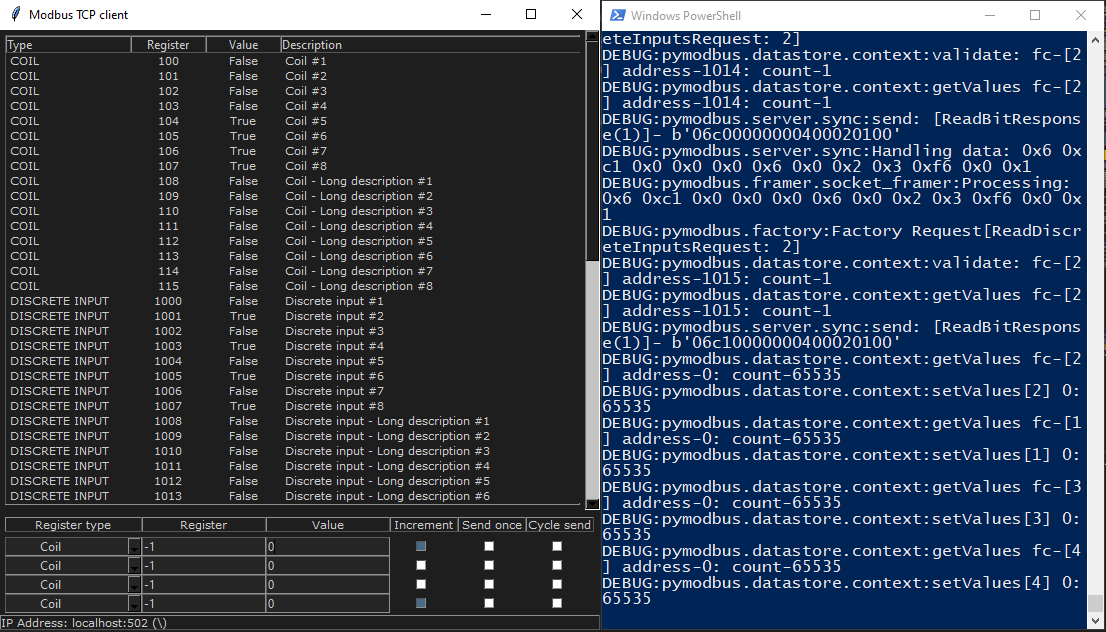 Modbus TCP client
Type Register Value Description
COIL 100 False Coil #1
COIL 101 False Coil #2
COIL 102 False Coil #3
COIL 103 False Coil #4
COIL 104 True Coil #5
COIL 105 True Coil #6
COIL 106 True Coil #7
COIL 107 True Coil #8
COIL 108 False Coil - Long description #1
COIL 109 False Coil - Long description #2
COIL 110 False Coil - Long description #3
COIL 111 False Coil - Long description #4
COIL 112 False Coil - Long description #5
COIL 113 False Coil - Long description #6
COIL 114 False Coil - Long description #7
COIL 115 False Coil - Long description #8
DISCRETE INPUT 1000 False Discrete input #1
DISCRETE INPUT 1001 True Discrete input #2
DISCRETE INPUT 1002 False Discrete input #3
DISCRETE INPUT 1003 True Discrete input #4
DISCRETE INPUT 1004 False Discrete input #5
DISCRETE INPUT 1005 True Discrete input #6
DISCRETE INPUT 1006 False Discrete input #7
DISCRETE INPUT 1007 True Discrete input #8
DISCRETE INPUT 1008 False Discrete input - Long description #1
DISCRETE INPUT 1009 False Discrete input - Long description #2
DISCRETE INPUT 1010 False Discrete input - Long description #3
DISCRETE INPUT 1011 False Discrete input - Long description #4
DISCRETE INPUT 1012 False Discrete input - Long description #5
DISCRETE INPUT 1013 False Discrete input - Long description #6
Register type Register Value Increment Send once Cycle send
Coil -1 0
Coil -1 0
Coil -1 0
Coil -1 0
IP Address: localhost:502 (\)
Windows PowerShell
eteInputsRequest: 2]
DEBUG:pymodbus.datastore.context:validate: fc-[2
] address-1014: count-1
DEBUG:pymodbus.datastore.context:getValues fc-[2
] address-1014: count-1
DEBUG:pymodbus.server.sync:send: [ReadBitRespons
e(1)]- b'06c00000000400020100'
DEBUG:pymodbus.server.sync:Handling data: 0x6 0x
c1 0x0 0x0 0x0 0x6 0x0 0x2 0x3 0xf6 0x0 0x1
DEBUG:pymodbus.framer.socket_framer:Processing:
0x6 0xc1 0x0 0x0 0x0 0x6 0x0 0x2 0x3 0xf6 0x0 0x
1
DEBUG:pymodbus.factory:Factory Request[ReadDiscr
eteInputsRequest: 2]
DEBUG:pymodbus.datastore.context:validate: fc-[2
] address-1015: count-1
DEBUG:pymodbus.datastore.context:getValues fc-[2
] address-1015: count-1
DEBUG:pymodbus.server.sync:send: [ReadBitRespons
e(1)]- b'06c10000000400020100'
DEBUG:pymodbus.datastore.context:getValues fc-[2
] address-0: count-65535
DEBUG:pymodbus.datastore.context:setValues[2] 0:
65535
DEBUG:pymodbus.datastore.context:getValues fc-[1
] address-0: count-65535
DEBUG:pymodbus.datastore.context:setValues[1] 0:
65535
DEBUG:pymodbus.datastore.context:getValues fc-[3
] address-0: count-65535
DEBUG:pymodbus.datastore.context:setValues[3] 0:
65535
DEBUG:pymodbus.datastore.context:getValues fc-[4
] address-0: count-65535
DEBUG:pymodbus.datastore.context:setValues[4] 0:
65535